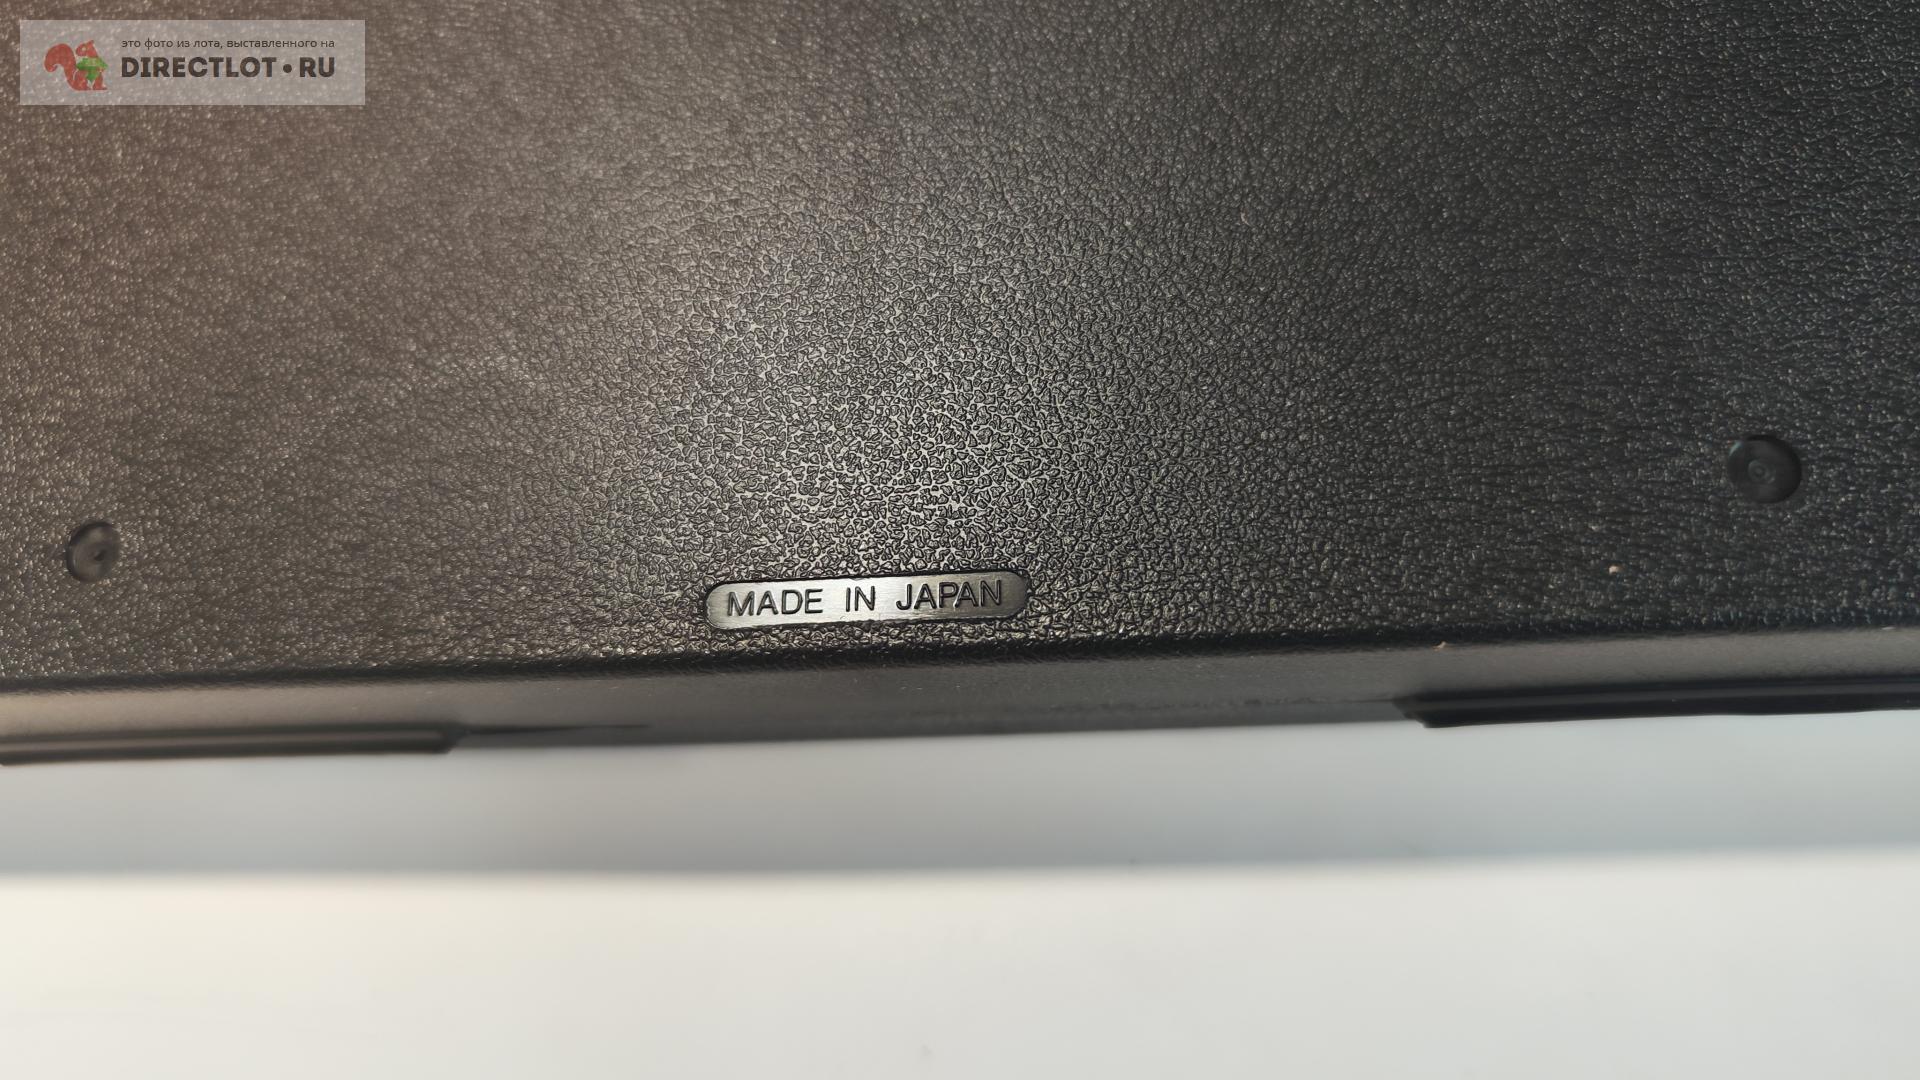 это фото из лота, выставленного на
DIRECTLOT•RU
MADE IN JAPAN